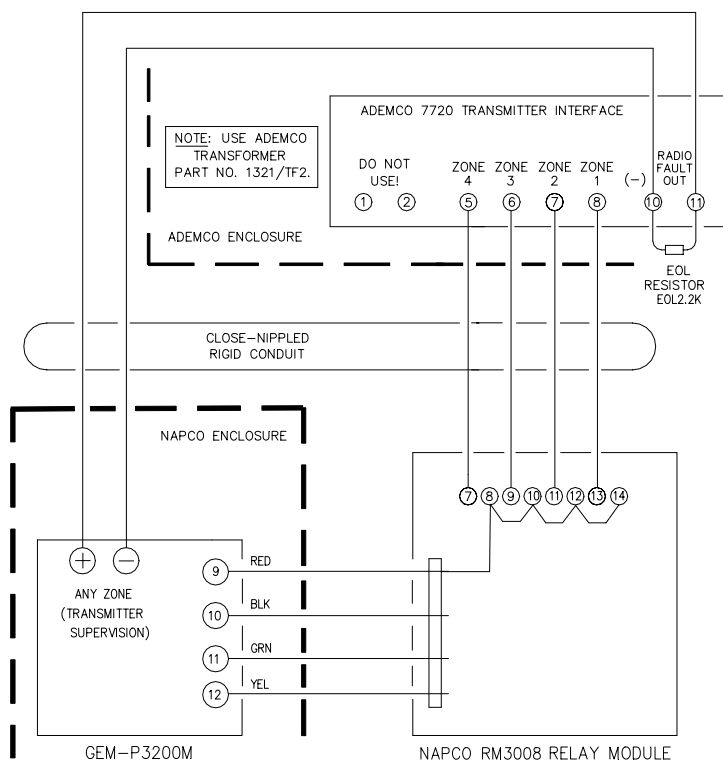 ADEMCO 7720 TRANSMITTER INTERFACE
NOTE: USE ADEMCO
TRANSFORMER
PART NO. 1321/TF2.
DO NOT
USE!
ZONE
4
ZONE
3
ZONE
2
ZONE
1
(-)
RADIO
FAULT
OUT
1
2
5
6
7
8
10
11
ADEMCO ENCLOSURE
EOL
RESISTOR
EOL2.2K
CLOSE-NIPPLED
RIGID CONDUIT
NAPCO ENCLOSURE
7
8
9
10
11
12
13
14
+
-
ANY ZONE
(TRANSMITTER
SUPERVISION)
9
RED
10
BLK
11
GRN
12
YEL
GEM-P3200M
NAPCO RM3008 RELAY MODULE